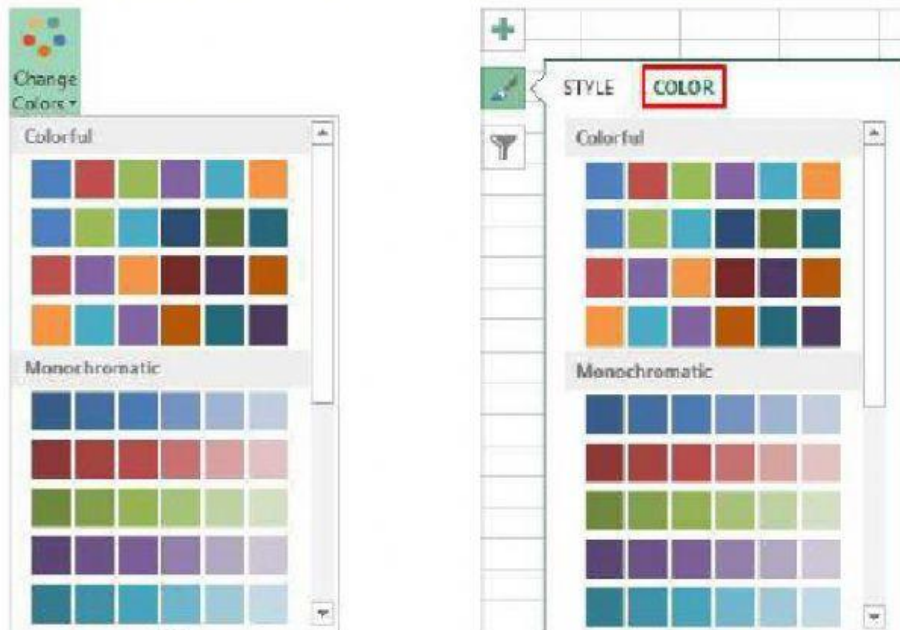 Change
Colors
Colorful
Monochromatic
STYLE COLOR
Colorful
Monochromatic